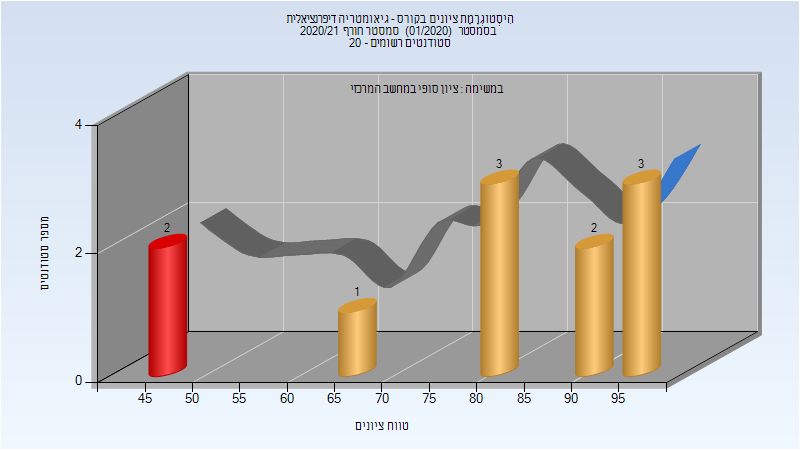 היסטוגרמת ציונים בקורס - גיאומטריה דיפרנציאלית
בסמסטר (01/2020) סמסטר חורף 2020/21
סטודנטים רשומים - 20
במשימה : ציון סופי במחשב המרכזי
4
2
0
מספר סטודנטים
2
1
3
2
3
45 50 55 60 65 70 75 80 85 90 95
טווח ציונים